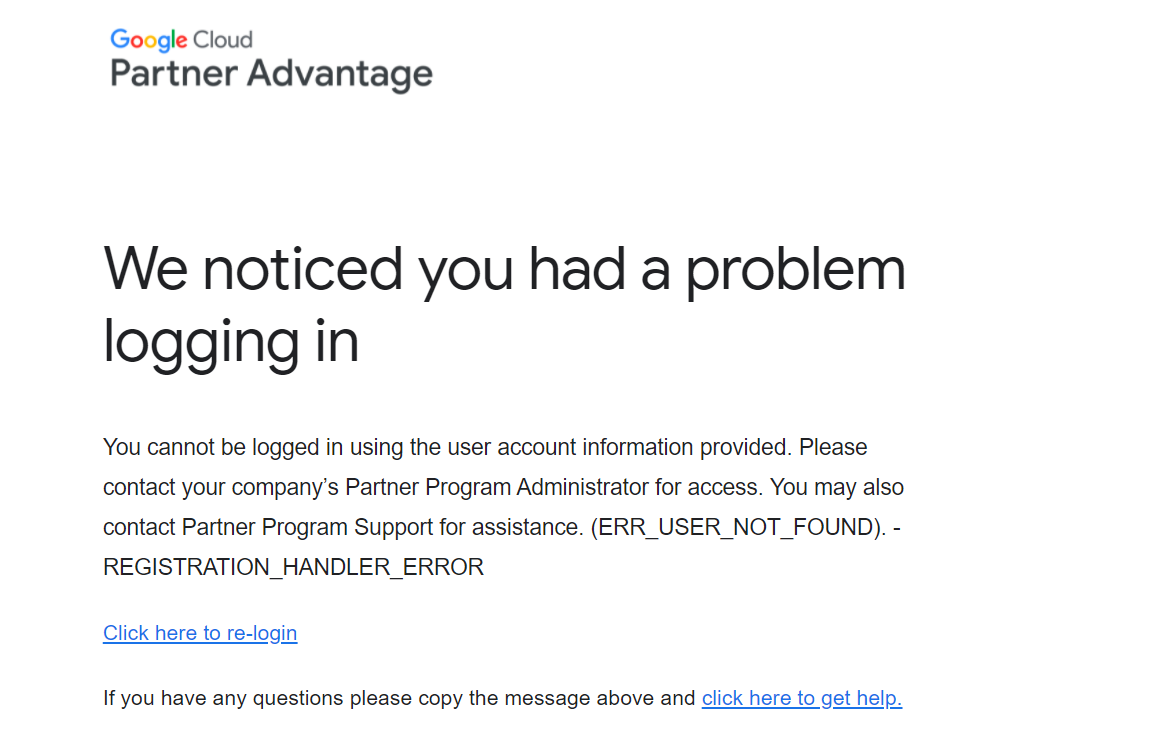 Google Cloud
Partner Advantage
We noticed you had a problem
logging in
You cannot be logged in using the user account information provided. Please
contact your company’s Partner Program Administrator for access. You may also
contact Partner Program Support for assistance. (ERR_USER_NOT_FOUND). -
REGISTRATION_HANDLER_ERROR
Click here to re-login
If you have any questions please copy the message above and click here to get help.